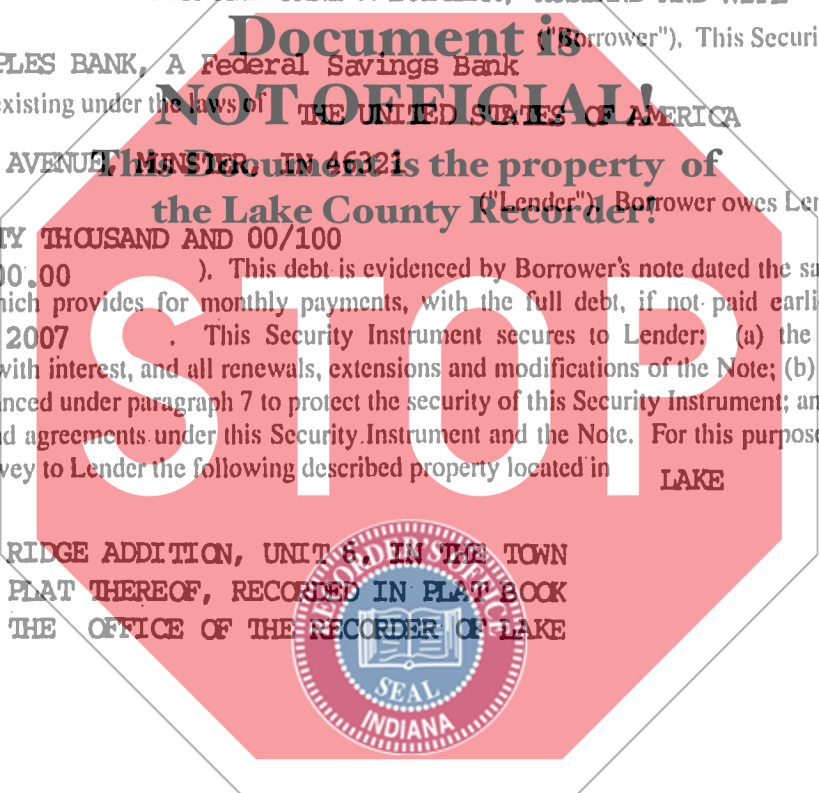 HUSBAND AND WIFE
Document is
("Borrower"). This Securi
PLES BANK, A Federal Savings Bank
existing under the laws of THE UNITED STATES OF AMERICA
NOT OFFICIAL!
AVENUE, MUNSTER, IN 46321
This Document is the property of
the Lake County Recorder!
("Lender"). Borrower owes Len
TY THOUSAND AND 00/100
00.00 ). This debt is evidenced by Borrower's note dated the sa
hich provides for monthly payments, with the full debt, if not paid earli
2007 . This Security Instrument secures to Lender: (a) the
with interest, and all renewals, extensions and modifications of the Note; (b)
anced under paragraph 7 to protect the security of this Security Instrument; an
nd agreements under this Security Instrument and the Note. For this purpose
vey to Lender the following described property located in LAKE
STOP
RIDGE ADDITION, UNIT 6, IN THE TOWN
PLAT THEREOF, RECORDED IN PLAT BOOK
THE OFFICE OF THE RECORDER OF LAKE
RECORDER'S OFFICE
SEAL
INDIANA